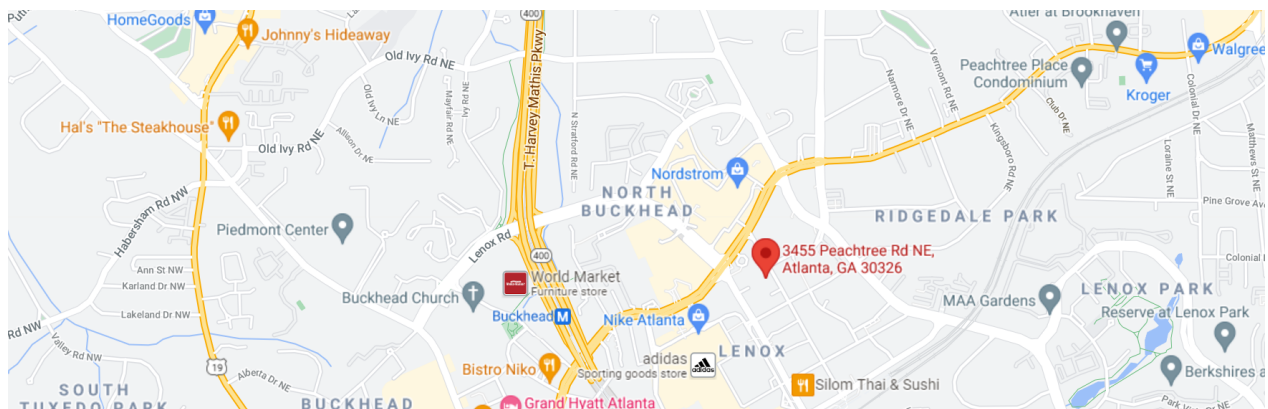 HomeGoods
Johnny's Hideaway
400
T. Harvey Mathis Pkwy
Old Ivy Rd NE
Old Ivy Ln NE
Mayfair Rd NE
Ivy Rd NE
N Stratford Rd NE
Hal's "The Steakhouse"
Old Ivy Rd NE
Allison Dr NE
Habersham Rd NW
Piedmont Center
Lenox Rd
400
NORTH
BUCKHEAD
Nordstrom
Atler at Brookhaven
Peachtree Place
Condominium
Kroger
Walgree
Narmore Dr NE
Vermont Rd NE
Kingsboro Rd NE
Club Dr NE
Colonial Dr NE
Loraine St NE
Matthews St NE
Pine Grove Ave
RIDGEDALE PARK
3455 Peachtree Rd NE,
Atlanta, GA 30326
Colonial
Ann St NW
Karland Dr NW
Lakeland Dr NW
Rd NW
Valley Rd NW
19
Alberta Dr NE
SOUTH
TUXEDO PARK
BUCKHEAD
Buckhead Church
World Market
Furniture store
Buckhead
M
Nike Atlanta
adidas
Sporting goods store
adidas
LENOX
Bistro Niko
Grand Hyatt Atlanta
Silom Thai & Sushi
MAA Gardens
LENOX PARK
Reserve at Lenox Park
Berkshires a